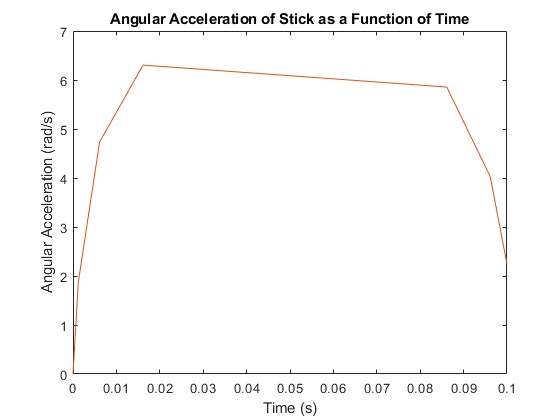 Angular Acceleration of Stick as a Function of Time
7
6
5
4
3
2
1
0
Angular Acceleration (rad/s)
0 0.01 0.02 0.03 0.04 0.05 0.06 0.07 0.08 0.09 0.1
Time (s)